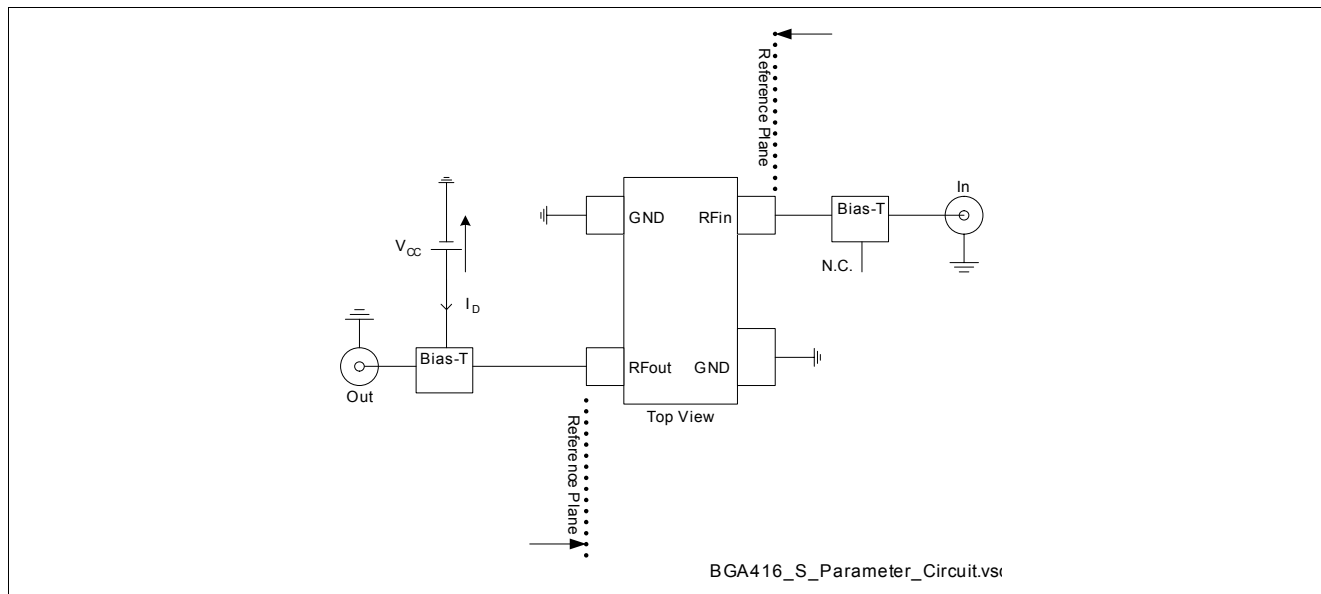 Reference Plane
In
GND
RFin
Bias-T
N.C.
VCC
ID
Bias-T
RFout
GND
Out
Top View
Reference Plane
BGA416_S_Parameter_Circuit.vsd